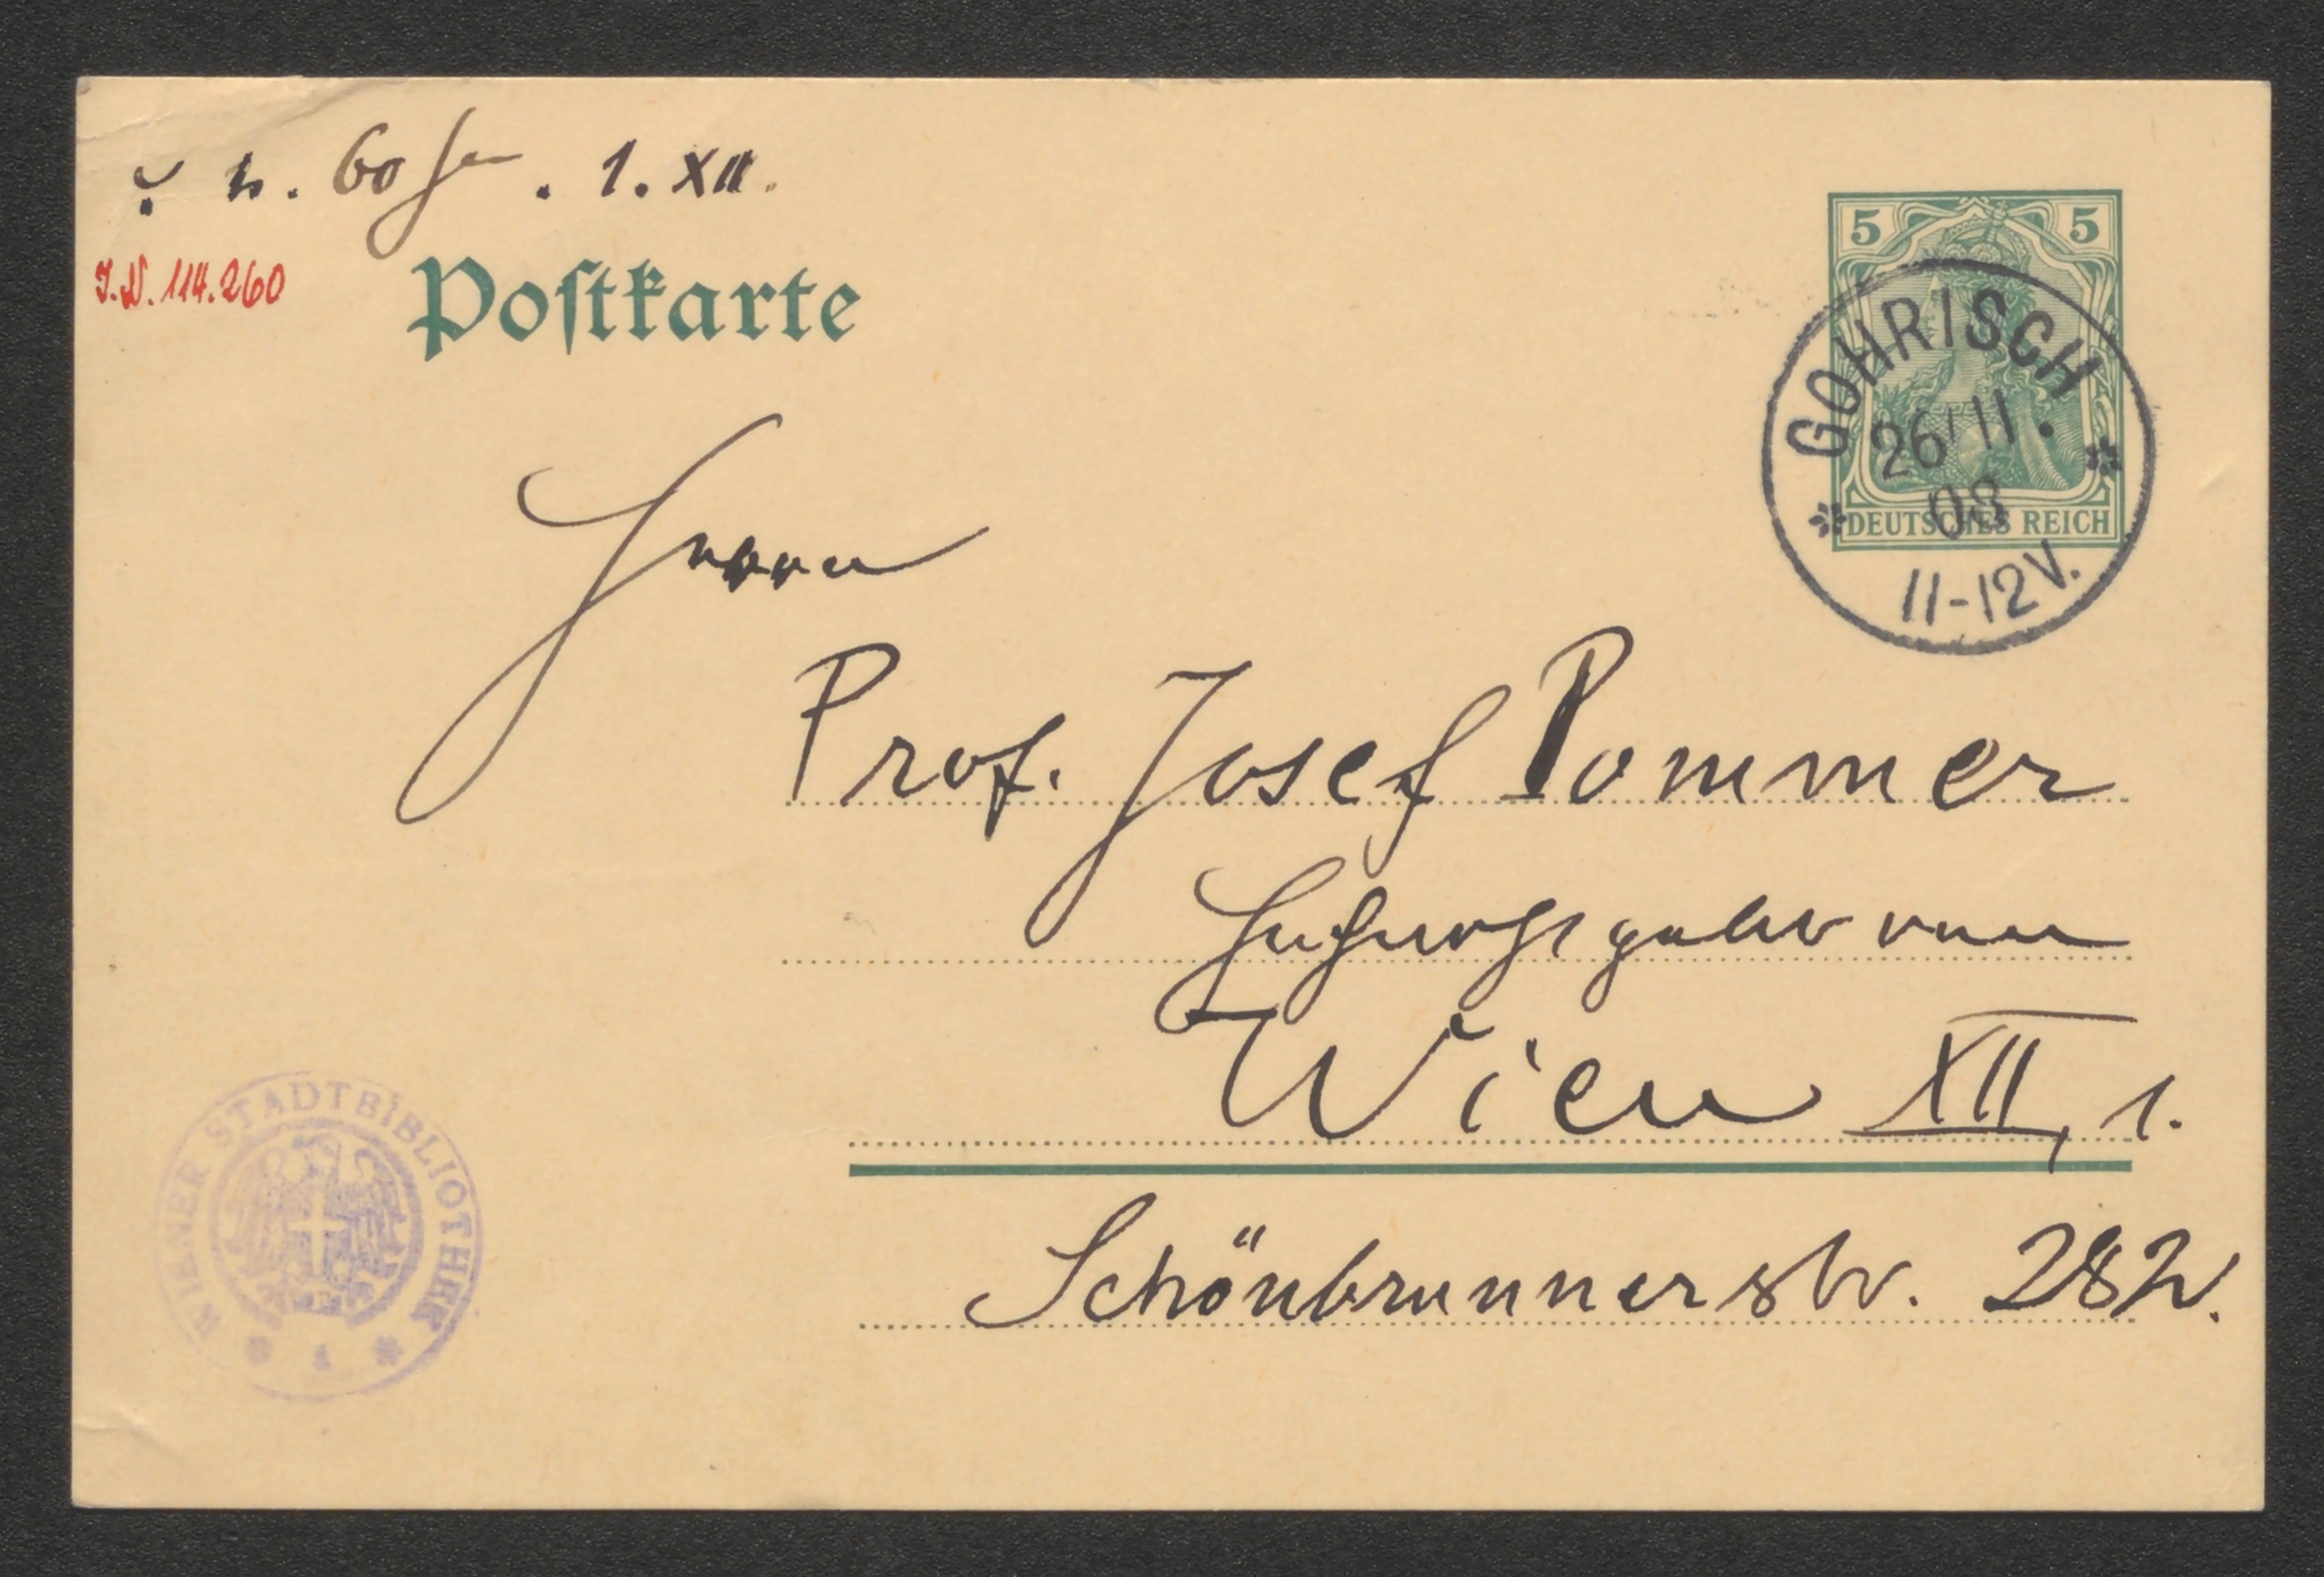 60 h. 1. XII.
I.N. 114.260
Postkarte
5 5
GOHRISCH
26/11.
08
11-12V.
DEUTSCHES REICH
Herrn
Prof. Josef Pommer
Wien XII, 1.
Schönbrunnerstr.
WIENER STADTBIBLIOTHEK